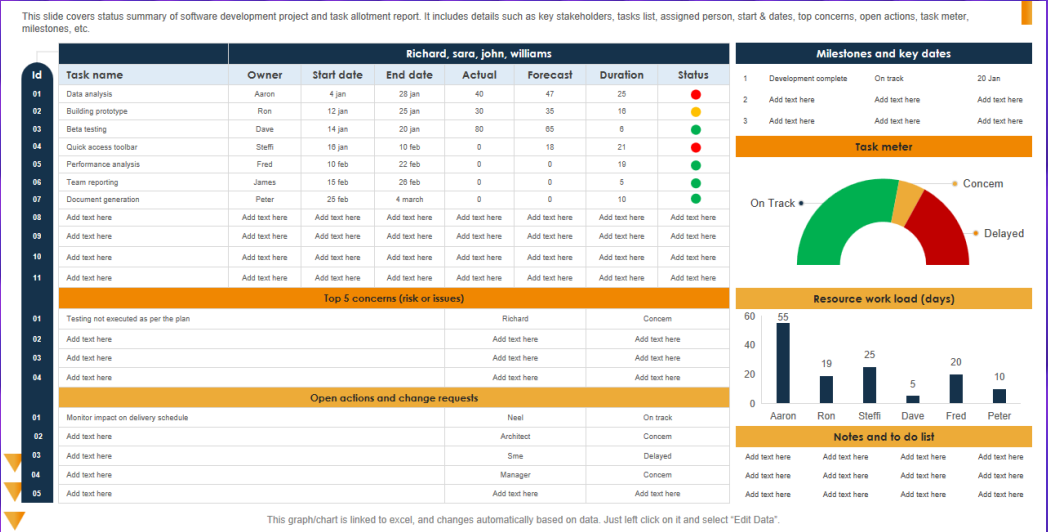 This slide covers status summary of software development project and task allotment report. It includes details such as key stakeholders, tasks list, assigned person, start & dates, top concerns, open actions, task meter,
milestones, etc.
Richard, sara, john, williams
Id Task name Owner Start date End date Actual Forecast Duration Status
01 Data analysis Aaron 4 jan 28 jan 40 47 25
02 Building prototype Ron 12 jan 25 jan 30 35 16
03 Beta testing Dave 14 jan 20 jan 80 65 6
04 Quick access toolbar Steffi 16 jan 10 feb 0 18 21
05 Performance analysis Fred 10 feb 22 feb 0 0 19
06 Team reporting James 15 feb 26 feb 0 0 5
07 Document generation Peter 25 feb 4 march 0 0 10
08 Add text here Add text here Add text here Add text here Add text here Add text here Add text here Add text here
09 Add text here Add text here Add text here Add text here Add text here Add text here Add text here Add text here
10 Add text here Add text here Add text here Add text here Add text here Add text here Add text here Add text here
11 Add text here Add text here Add text here Add text here Add text here Add text here Add text here Add text here
Top 5 concerns (risk or issues)
01 Testing not executed as per the plan Richard Concem
02 Add text here Add text here Add text here
03 Add text here Add text here Add text here
04 Add text here Add text here Add text here
Open actions and change requests
01 Monitor impact on delivery schedule Neel On track
02 Add text here Architect Concem
03 Add text here Sme Delayed
04 Add text here Manager Concem
05 Add text here Add text here Add text here
Milestones and key dates
1 Development complete On track 20 Jan
2 Add text here Add text here Add text here
3 Add text here Add text here Add text here
Task meter
Concem
On Track
Delayed
Resource work load (days)
60
40
20
0
55
19
25
5
20
10
Aaron Ron Steffi Dave Fred Peter
Notes and to do list
Add text here Add text here Add text here Add text here
Add text here Add text here Add text here Add text here
Add text here Add text here Add text here Add text here
This graph/chart is linked to excel, and changes automatically based on data. Just left click on it and select “Edit Data”.